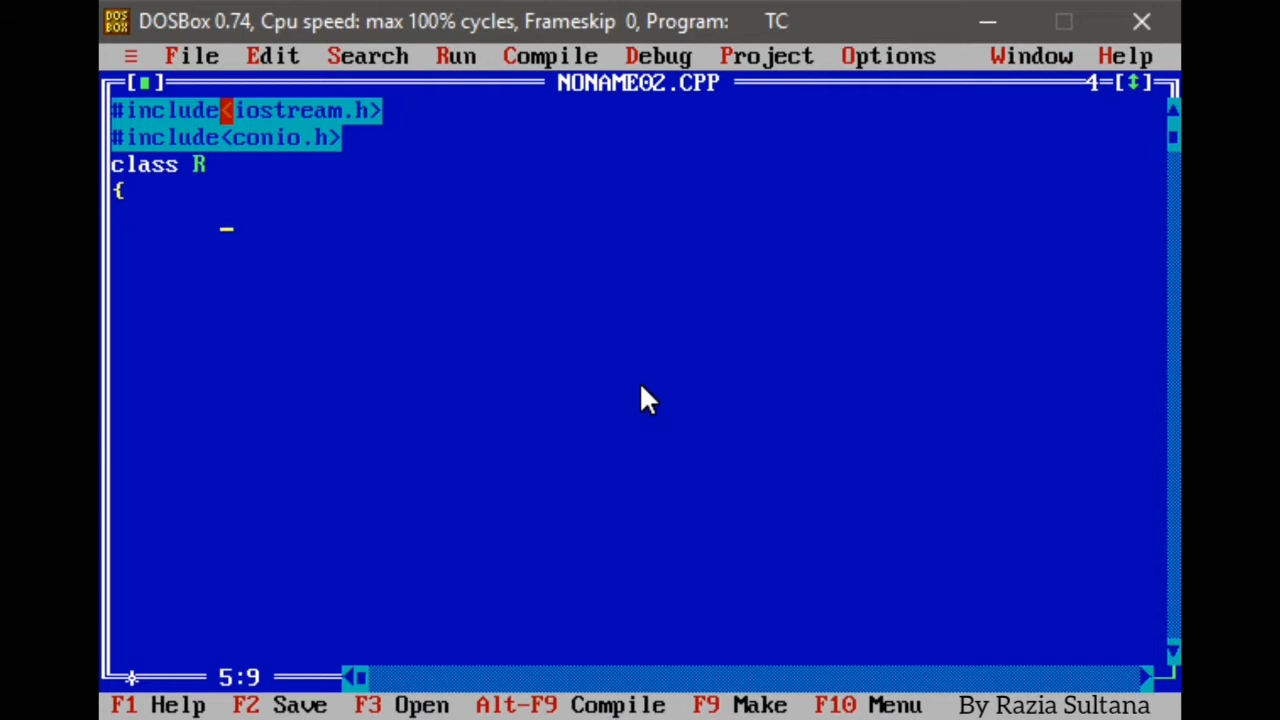 DOS BOX DOSBox 0.74, Cpu speed: max 100% cycles, Frameskip 0, Program: TC
≡ File Edit Search Run Compile Debug Project Options Window Help
[■] NONAME02.CPP 4=[↕]
#include<iostream.h>
#include<conio.h>
class R
{
_
5:9
F1 Help F2 Save F3 Open Alt-F9 Compile F9 Make F10 Menu By Razia Sultana